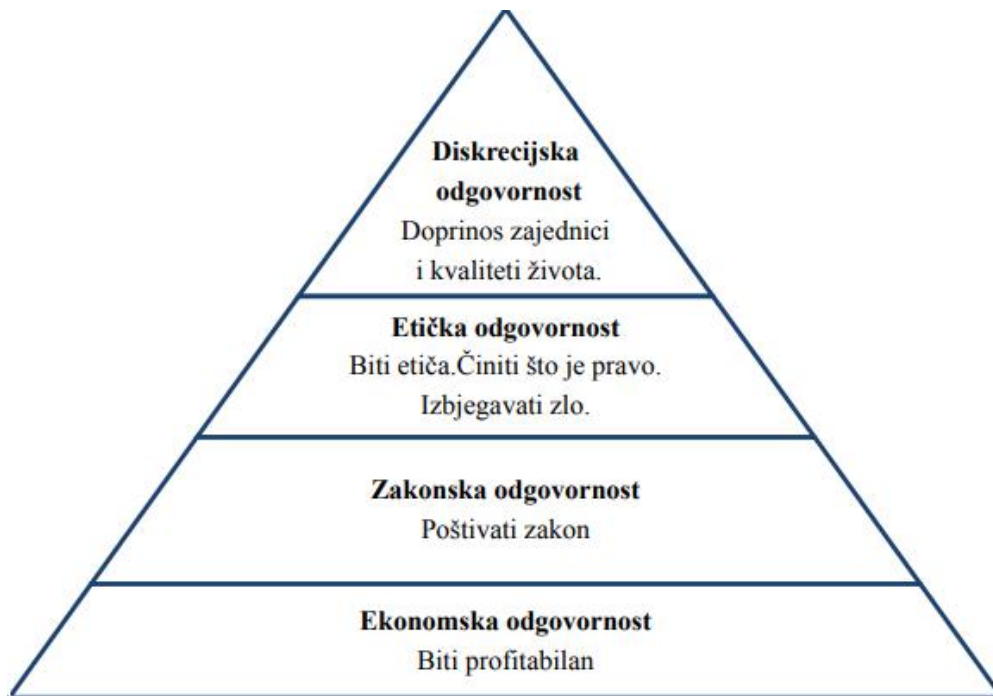 Diskrecijska
odgovornost
Doprinos zajednici
i kvaliteti života.
Etička odgovornost
Biti etiča.Činiti što je pravo.
Izbjegavati zlo.
Zakonska odgovornost
Poštivati zakon
Ekonomska odgovornost
Biti profitabilan